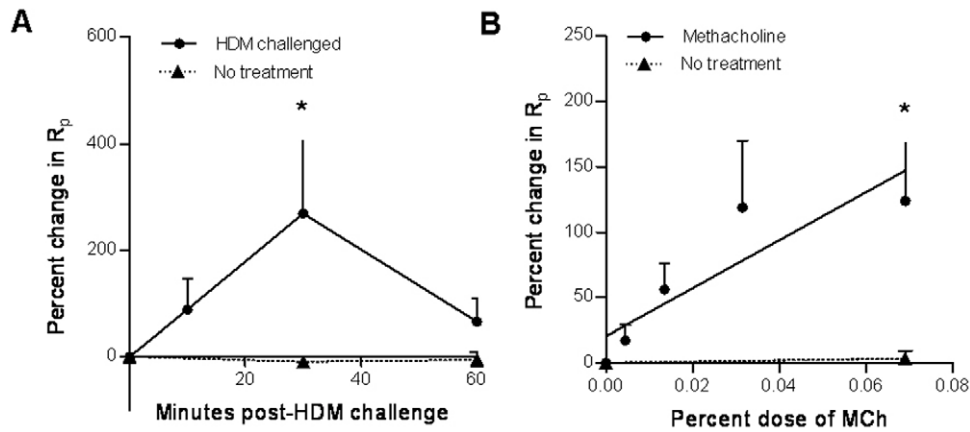 A
HDM challenged
No treatment
*
Percent change in Rp
600
400
200
0
20
40
60
Minutes post-HDM challenge
B
Methacholine
No treatment
*
Percent change in Rp
250
200
150
100
50
0
0.00
0.02
0.04
0.06
0.08
Percent dose of MCh